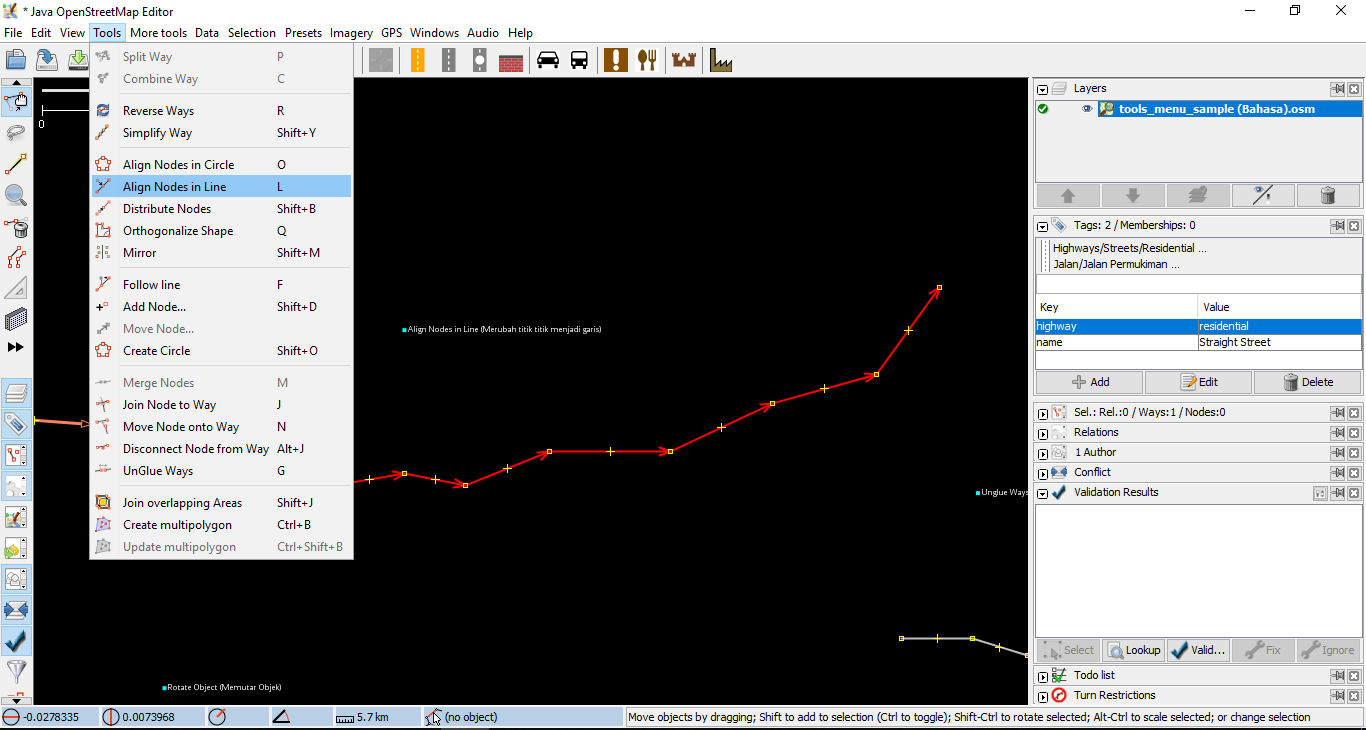 * Java OpenStreetMap Editor
File Edit View Tools More tools Data Selection Presets Imagery GPS Windows Audio Help
Split Way P
Combine Way C
Reverse Ways R
Simplify Way Shift+Y
Align Nodes in Circle O
Align Nodes in Line L
Distribute Nodes Shift+B
Orthogonalize Shape Q
Mirror Shift+M
Follow line F
Add Node... Shift+D
Move Node...
Create Circle Shift+O
Merge Nodes M
Join Node to Way J
Move Node onto Way N
Disconnect Node from Way Alt+J
UnGlue Ways G
Join overlapping Areas Shift+J
Create multipolygon Ctrl+B
Update multipolygon Ctrl+Shift+B
0
Align Nodes in Line (Merubah titik titik menjadi garis)
Unglue Ways
Rotate Object (Memutar Objek)
Layers
tools_menu_sample (Bahasa).osm
Tags: 2 / Memberships: 0
Highways/Streets/Residential ...
Jalan/Jalan Permukiman ...
Key Value
highway residential
name Straight Street
Add Edit Delete
Sel.: Rel.:0 / Ways:1 / Nodes:0
Relations
1 Author
Conflict
Validation Results
Select Lookup Valid... Fix Ignore
Todo list
Turn Restrictions
-0.0278335 0.0073968 5.7 km (no object) Move objects by dragging; Shift to add to selection (Ctrl to toggle); Shift-Ctrl to rotate selected; Alt-Ctrl to scale selected; or change selection